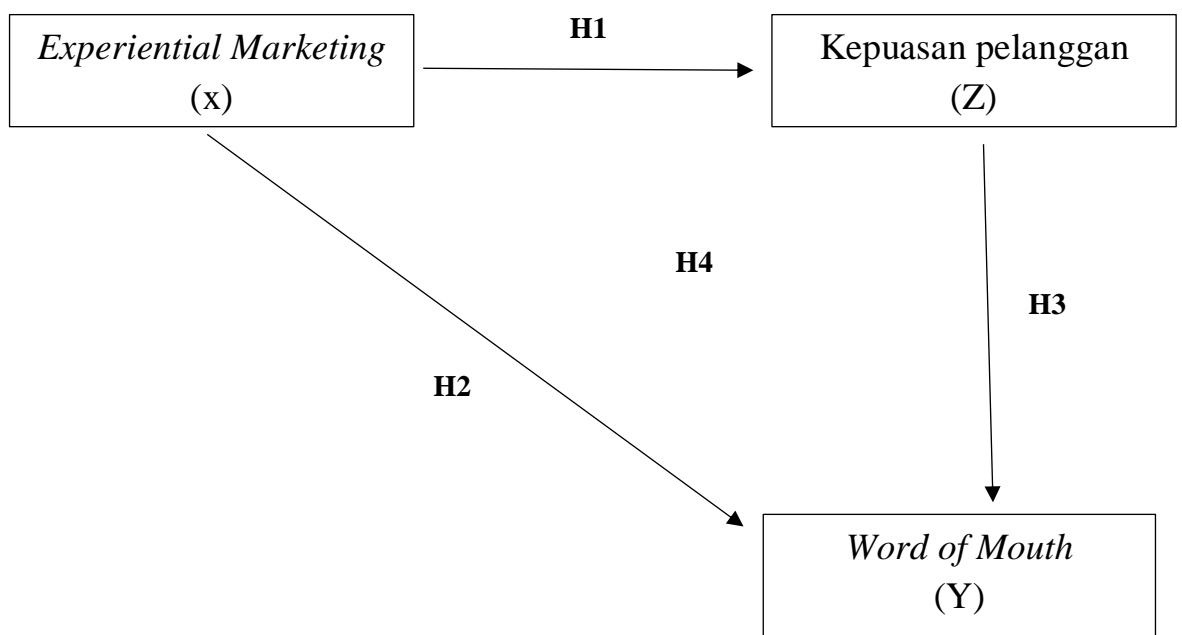 H1
Experiential Marketing
(x)
Kepuasan pelanggan
(Z)
H4
H3
H2
Word of Mouth
(Y)